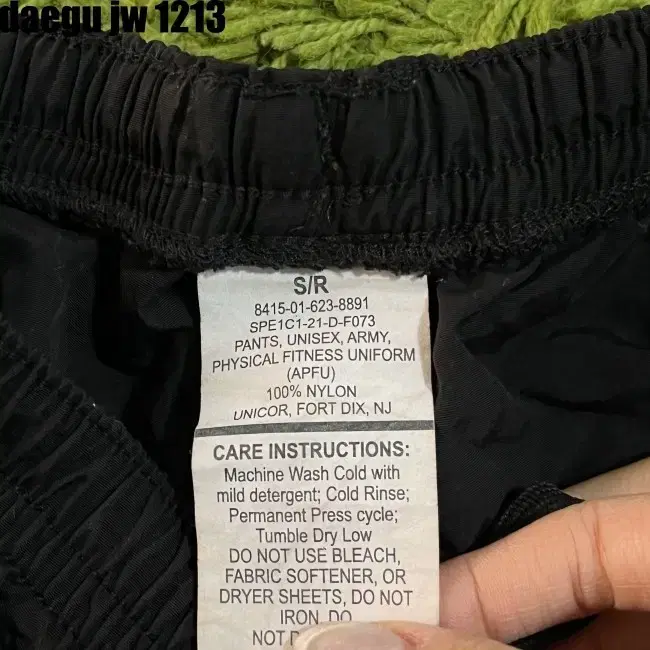 daegu jw 1213
S/R
8415-01-623-8891
SPE1C1-21-D-F073
PANTS, UNISEX, ARMY,
PHYSICAL FITNESS UNIFORM
(APFU)
100% NYLON
UNICOR, FORT DIX, NJ
CARE INSTRUCTIONS:
Machine Wash Cold with
mild detergent; Cold Rinse;
Permanent Press cycle;
Tumble Dry Low
DO NOT USE BLEACH,
FABRIC SOFTENER, OR
DRYER SHEETS, DO NOT
IRON, DO
NOT